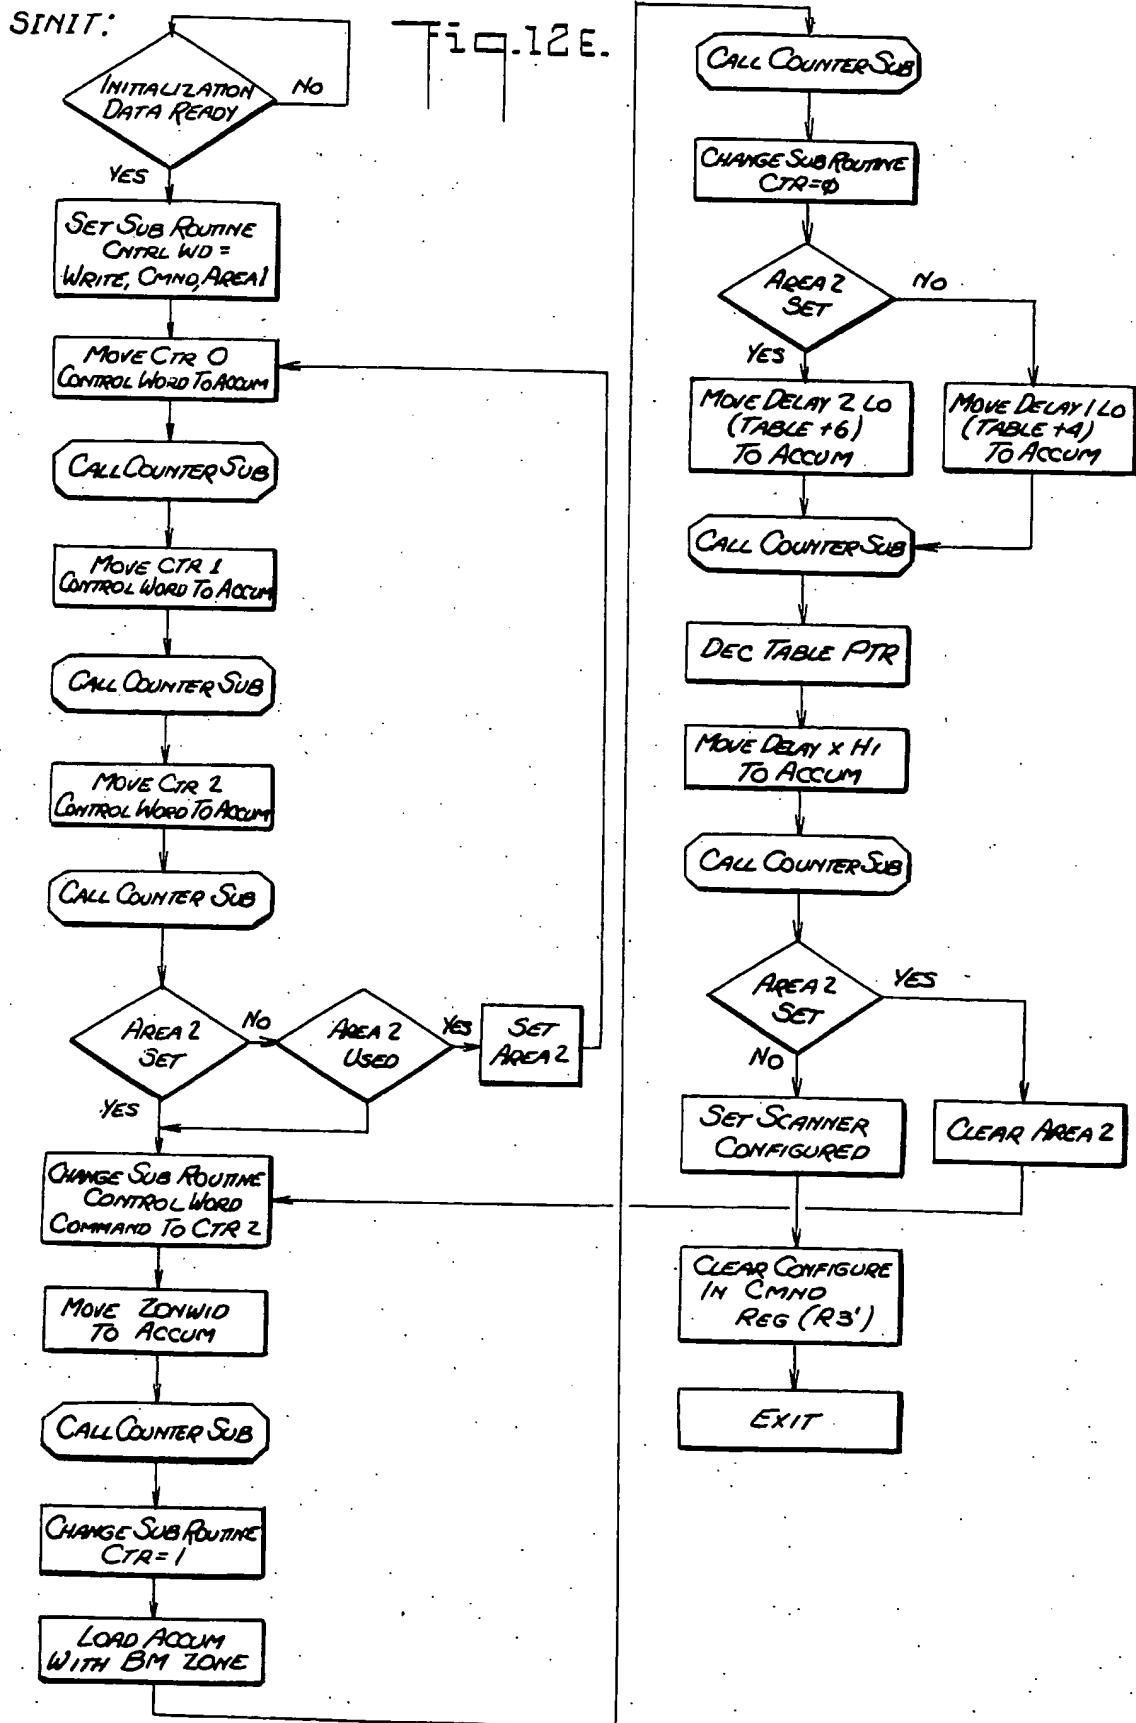 SINIT:
Fig.12E.
INITIALIZATION
DATA READY
NO
YES
SET SUB ROUTINE
CNTRL WD =
WRITE, CMND, AREA 1
MOVE CTR 0
CONTROL WORD TO ACCUM
CALL COUNTER SUB
MOVE CTR 1
CONTROL WORD TO ACCUM
CALL COUNTER SUB
MOVE CTR 2
CONTROL WORD TO ACCUM
CALL COUNTER SUB
AREA 2
SET
NO
YES
AREA 2
USED
YES
SET
AREA 2
CHANGE SUB ROUTINE
CONTROL WORD
COMMAND TO CTR 2
MOVE ZONWID
TO ACCUM
CALL COUNTER SUB
CHANGE SUB ROUTINE
CTR = 1
LOAD ACCUM
WITH BM ZONE
CALL COUNTER SUB
CHANGE SUB ROUTINE
CTR=φ
AREA 2
SET
NO
YES
MOVE DELAY 2 LO
(TABLE +6)
TO ACCUM
MOVE DELAY 1 LO
(TABLE +4)
TO ACCUM
CALL COUNTER SUB
DEC TABLE PTR
MOVE DELAY x HI
TO ACCUM
CALL COUNTER SUB
AREA 2
SET
YES
NO
SET SCANNER
CONFIGURED
CLEAR AREA 2
CLEAR CONFIGURE
IN CMND
REG (R3')
EXIT